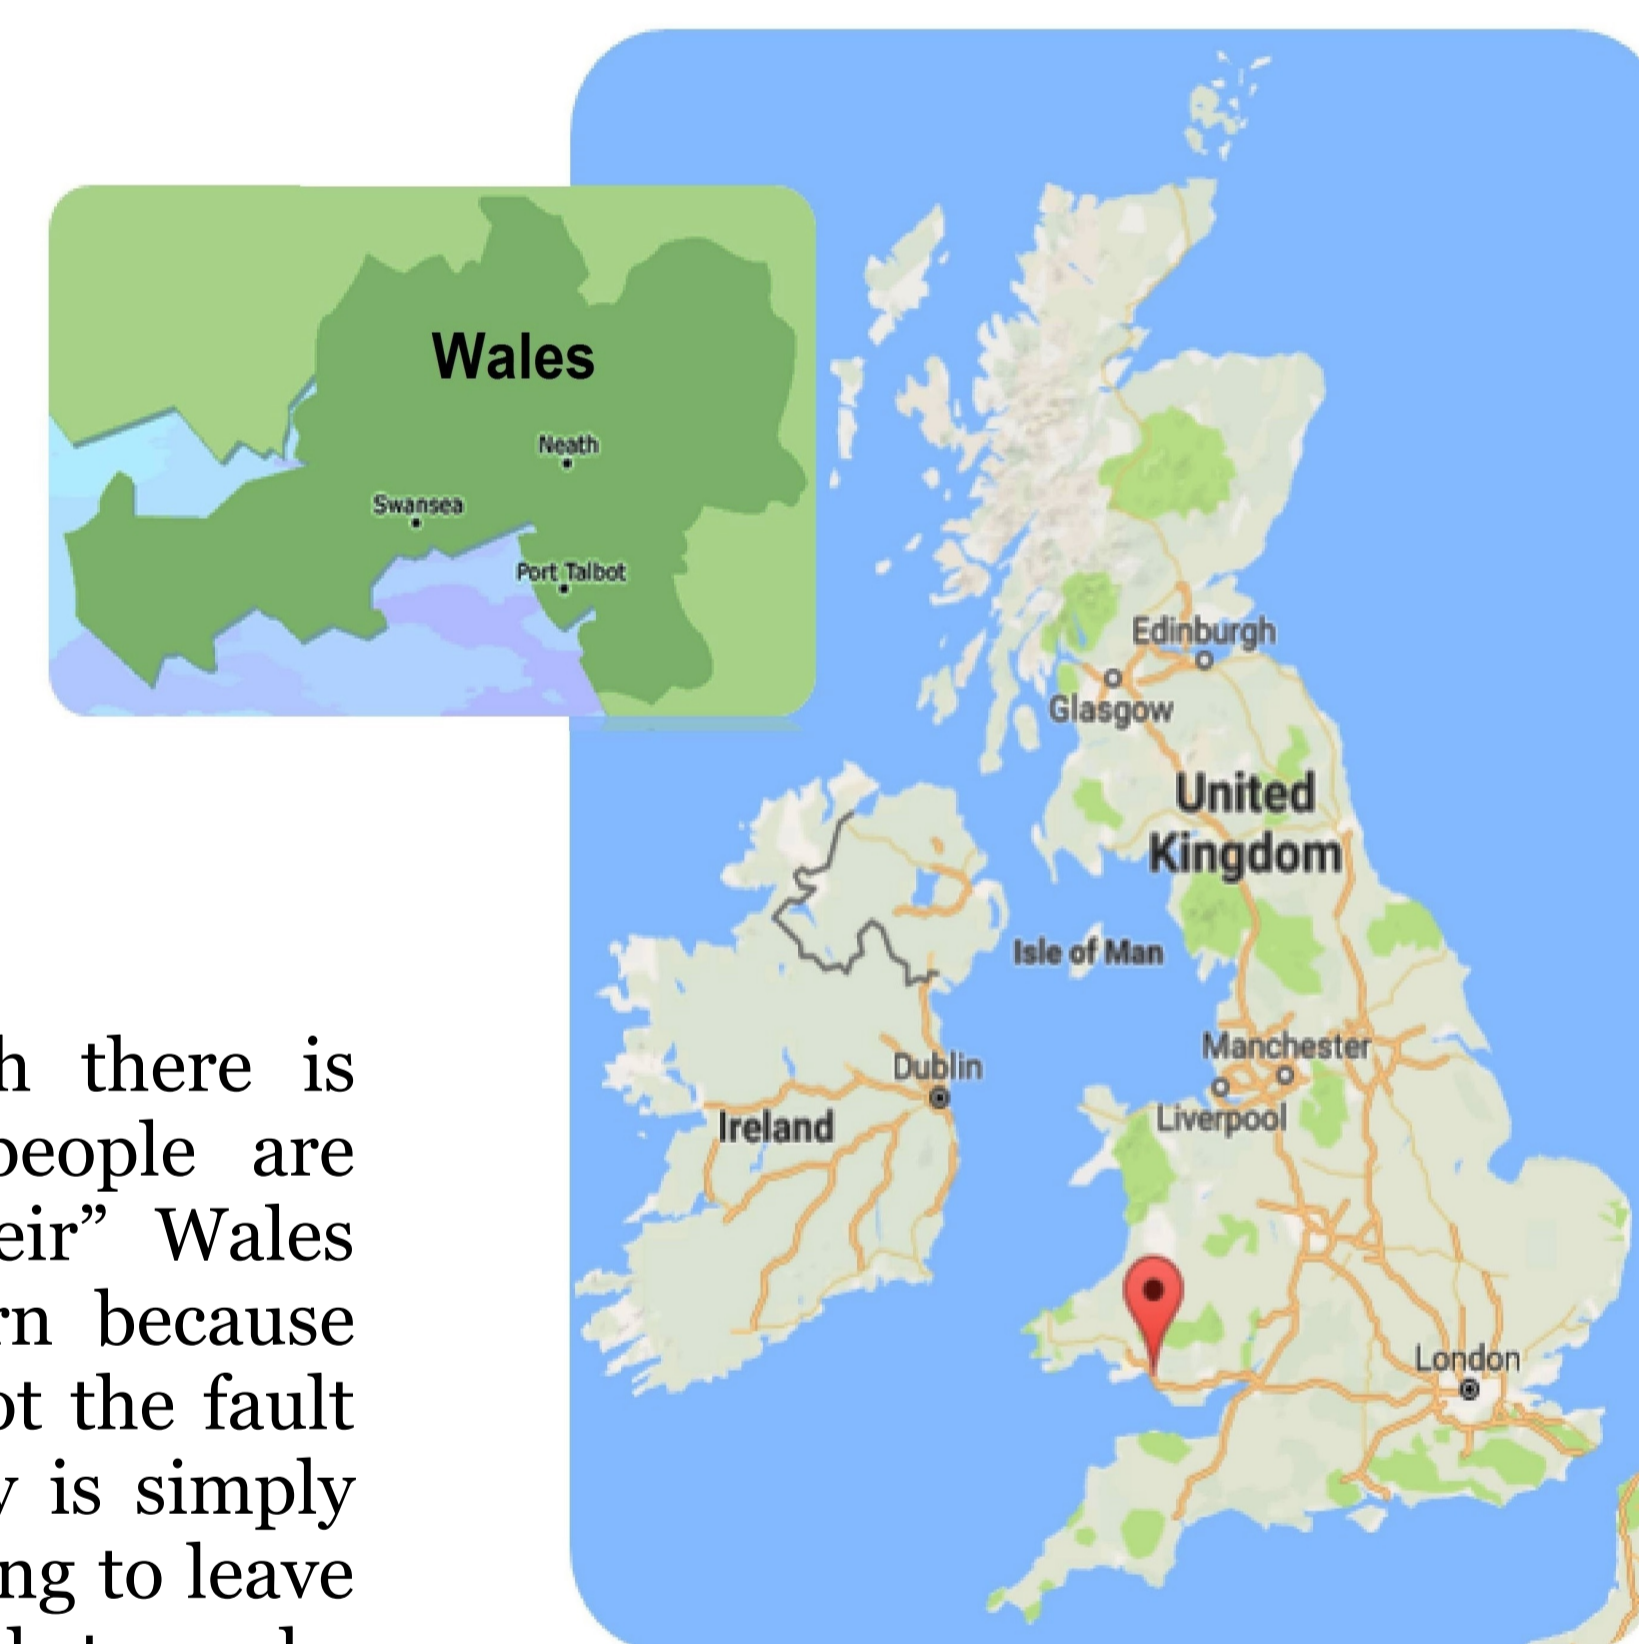 Wales
Neath
Swansea
Port Talbot
Edinburgh
Glasgow
United
Kingdom
Isle of Man
Manchester
Dublin
Liverpool
Ireland
London
h there is
people are
eir” Wales
rn because
ot the fault
y is simply
ng to leave